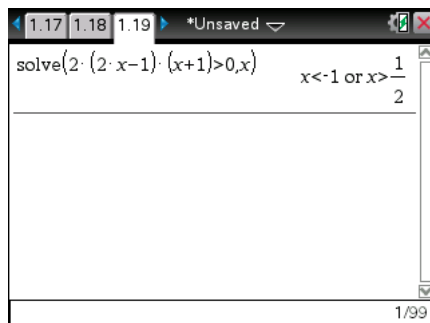 1.17 1.18 1.19 *Unsaved
solve(2·(2·x−1)·(x+1)>0,x)
x<-1 or x>1/2
1/99